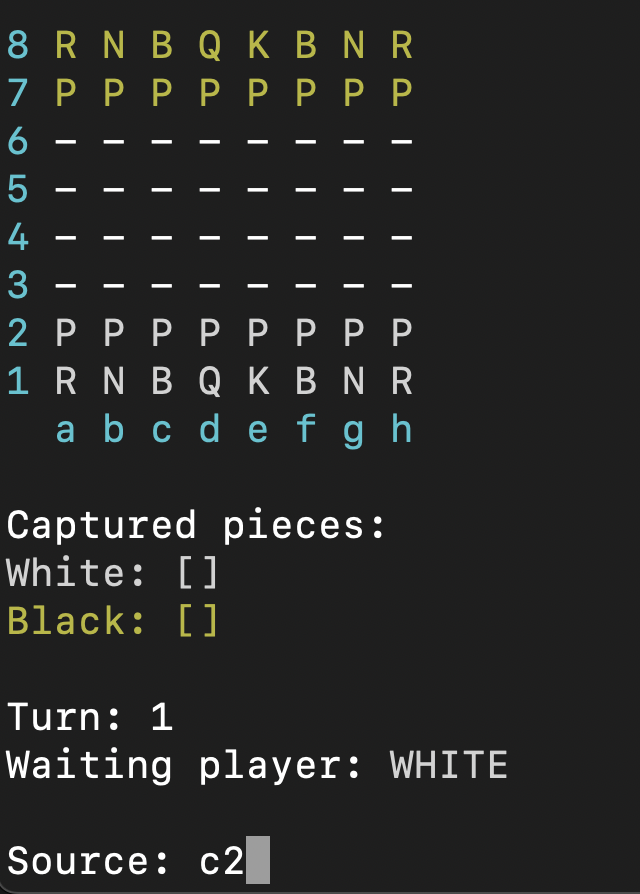 8 R N B Q K B N R
7 P P P P P P P P
6 – – – – – – – –
5 – – – – – – – –
4 – – – – – – – –
3 – – – – – – – –
2 P P P P P P P P
1 R N B Q K B N R
a b c d e f g h
Captured pieces:
White: []
Black: []
Turn: 1
Waiting player: WHITE
Source: c2